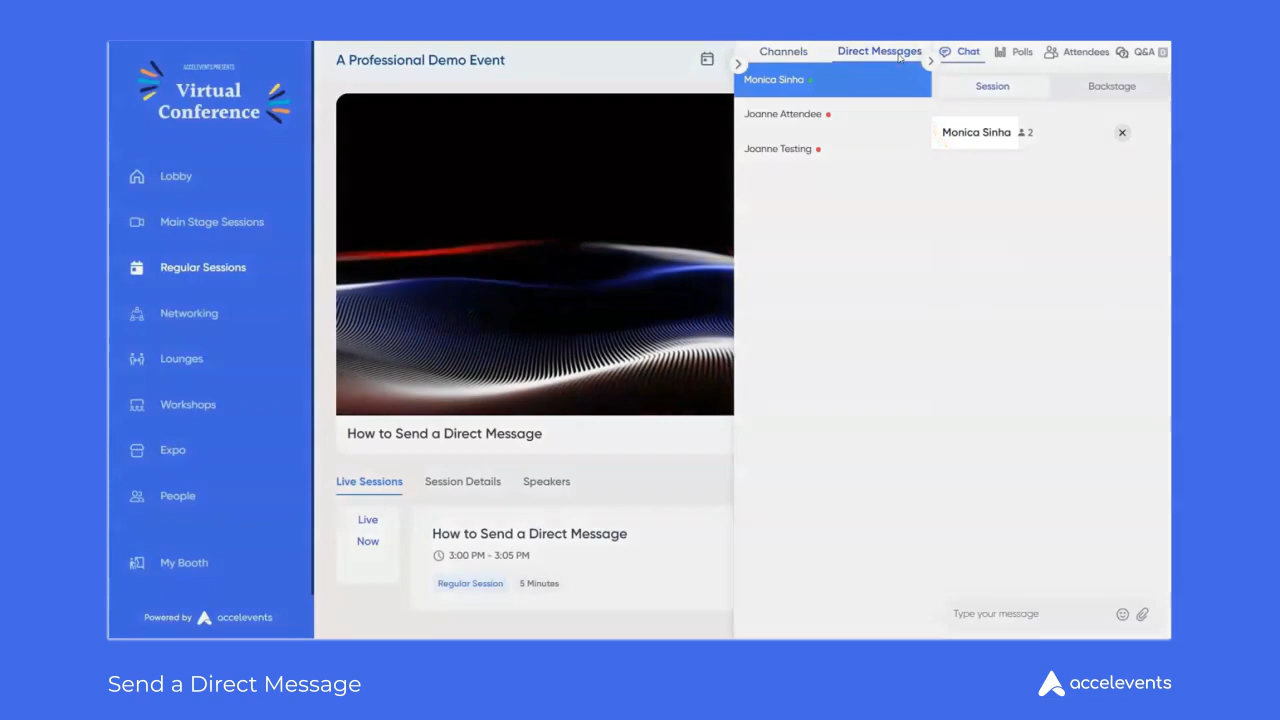 ACCELEVENTS PRESENTS
Virtual
Conference
Lobby
Main Stage Sessions
Regular Sessions
Networking
Lounges
Workshops
Expo
People
My Booth
Powered by accelevents
A Professional Demo Event
How to Send a Direct Message
Live Sessions Session Details Speakers
Live
Now
How to Send a Direct Message
3:00 PM - 3:05 PM
Regular Session 5 Minutes
Channels Direct Messages
Monica Sinha
Joanne Attendee
Joanne Testing
Chat Polls Attendees Q&A
Session Backstage
Monica Sinha 2
Type your message
Send a Direct Message
accelevents